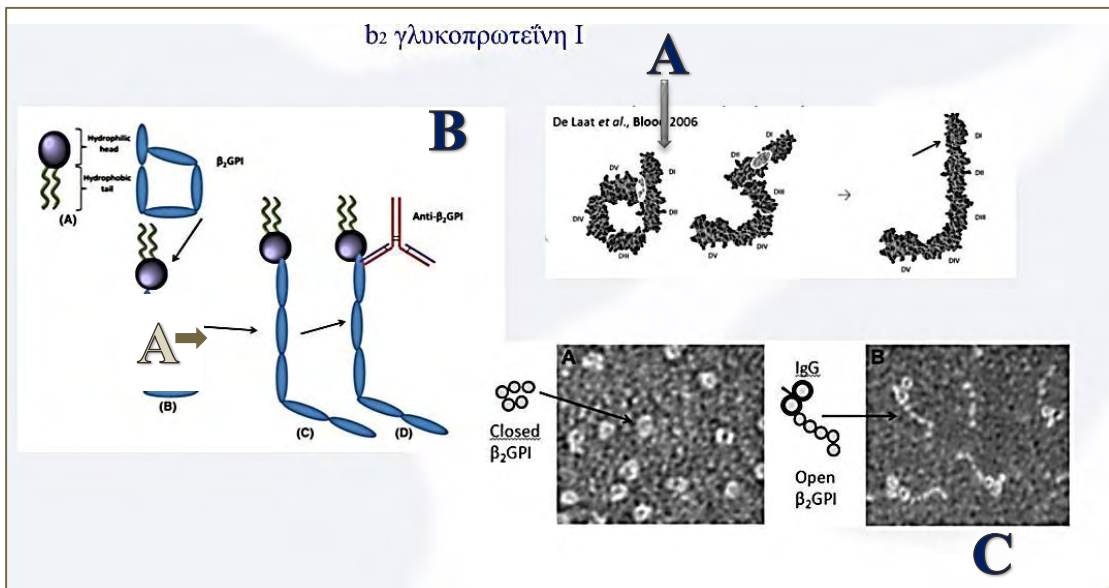 b₂ γλυκοπρωτεΐνη Ι
A
B
Hydrophilic
head
Hydrophobic
tail
(A)
β₂GPI
Anti-β₂GPI
A
(B)
(C)
(D)
De Laat et al., Blood 2006
DV
DI
DIV
DII
DIII
DI
DII
DIII
DIV
DV
DI
DII
DIII
DIV
DV
Closed
β₂GPI
A
IgG
Open
β₂GPI
B
C